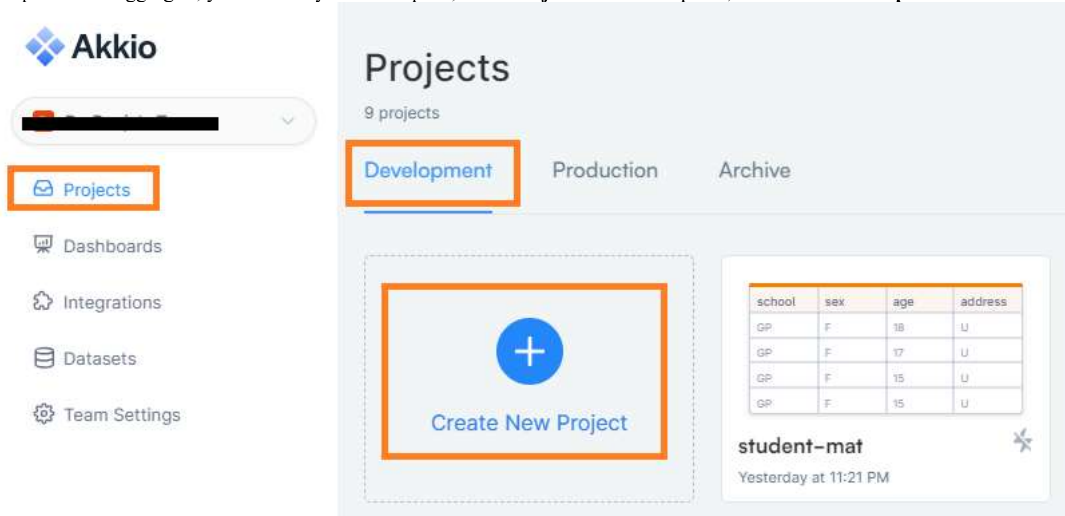 Akkio
Projects
Dashboards
Integrations
Datasets
Team Settings
Projects
9 projects
Development Production Archive
Create New Project
school sex age address
GP F 18 U
GP F 17 U
GP F 15 U
GP F 15 U
student-mat
Yesterday at 11:21 PM